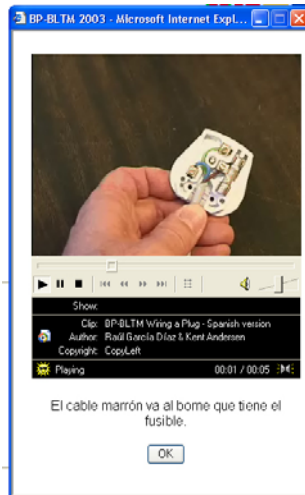 BP-BLTM 2003 - Microsoft Internet Expl...
Show:
Clip: BP-BLTM Wiring a Plug - Spanish version
Author: Raúl García Díaz & Kent Andersen
Copyright: CopyLeft
Playing 00:01 / 00:05
El cable marrón va al borne que tiene el
fusible.
OK